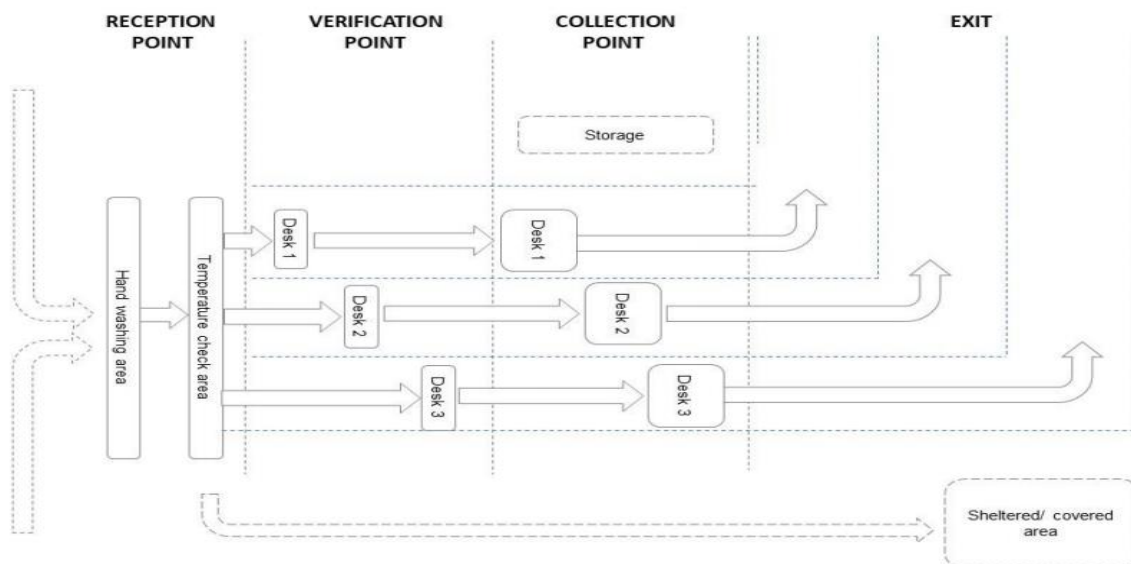 RECEPTION
POINT
VERIFICATION
POINT
COLLECTION
POINT
EXIT
Storage
Hand washing area
Temperature check area
Desk 1
Desk 1
Desk 2
Desk 2
Desk 3
Desk 3
Sheltered/ covered
area